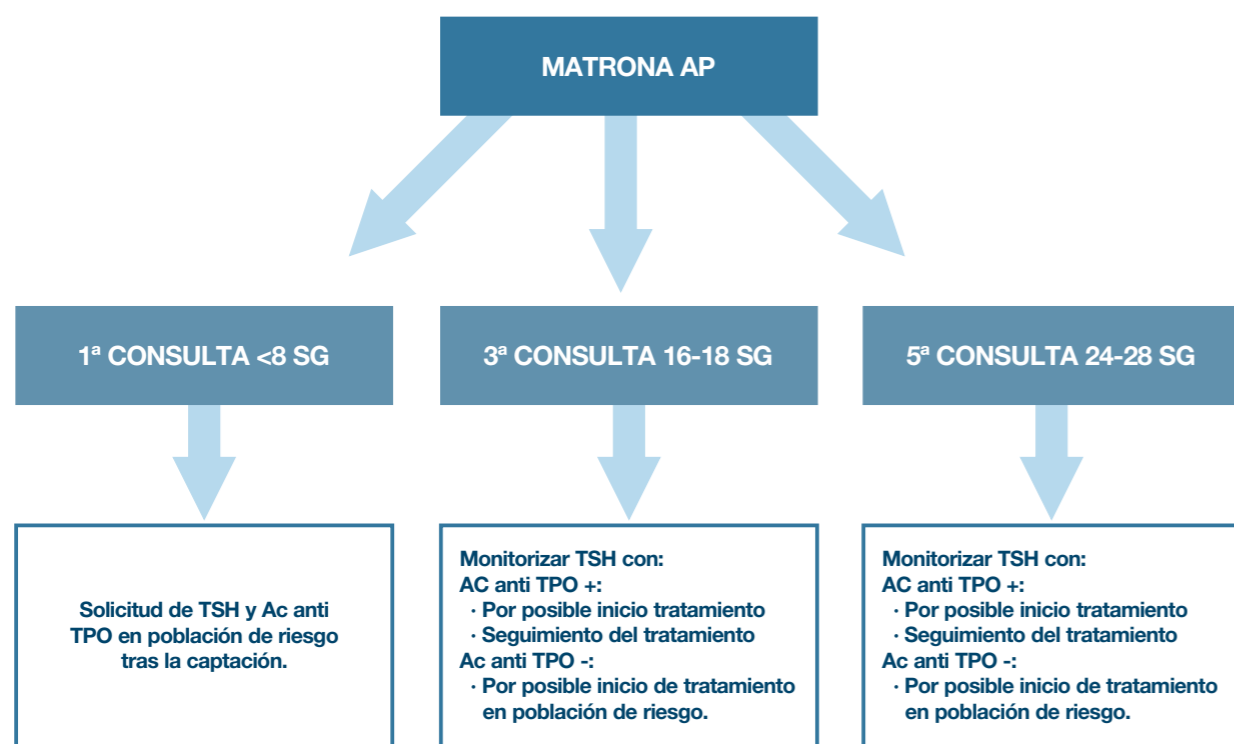 MATRONA AP
1ª CONSULTA <8 SG
3ª CONSULTA 16-18 SG
5ª CONSULTA 24-28 SG
Solicitud de TSH y Ac anti
TPO en población de riesgo
tras la captación.
Monitorizar TSH con:
AC anti TPO +:
· Por posible inicio tratamiento
· Seguimiento del tratamiento
Ac anti TPO -:
· Por posible inicio de tratamiento
en población de riesgo.
Monitorizar TSH con:
AC anti TPO +:
· Por posible inicio tratamiento
· Seguimiento del tratamiento
Ac anti TPO -:
· Por posible inicio de tratamiento
en población de riesgo.